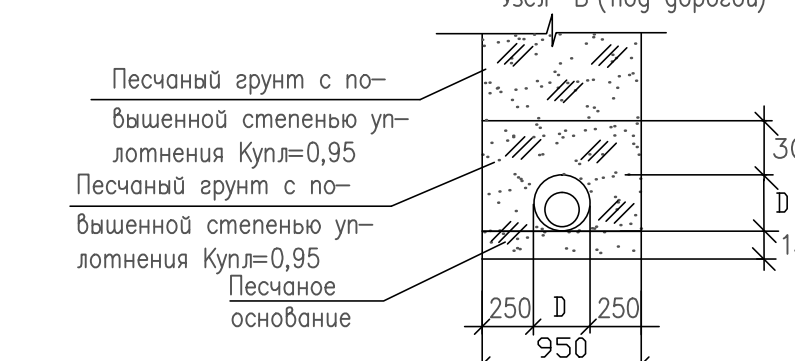 Узел "В (под дорогой)
Песчаный грунт с по-
вышенной степенью уп-
лотнения Купл=0,95
Песчаный грунт с по-
вышенной степенью уп-
лотнения Купл=0,95
Песчаное
основание
D
250 D 250
950